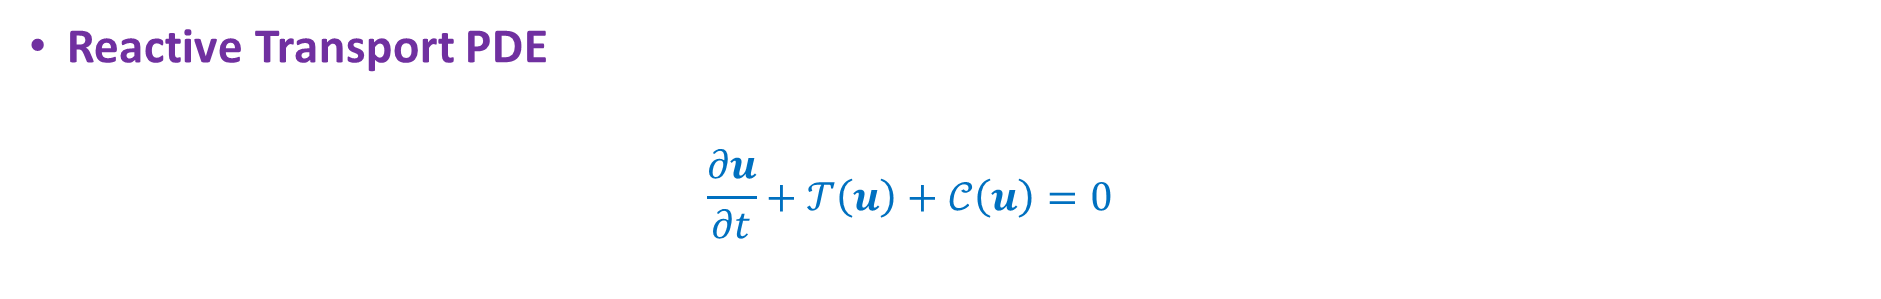 • Reactive Transport PDE
∂𝒖/∂t + 𝒯(𝒖) + 𝒞(𝒖) = 0